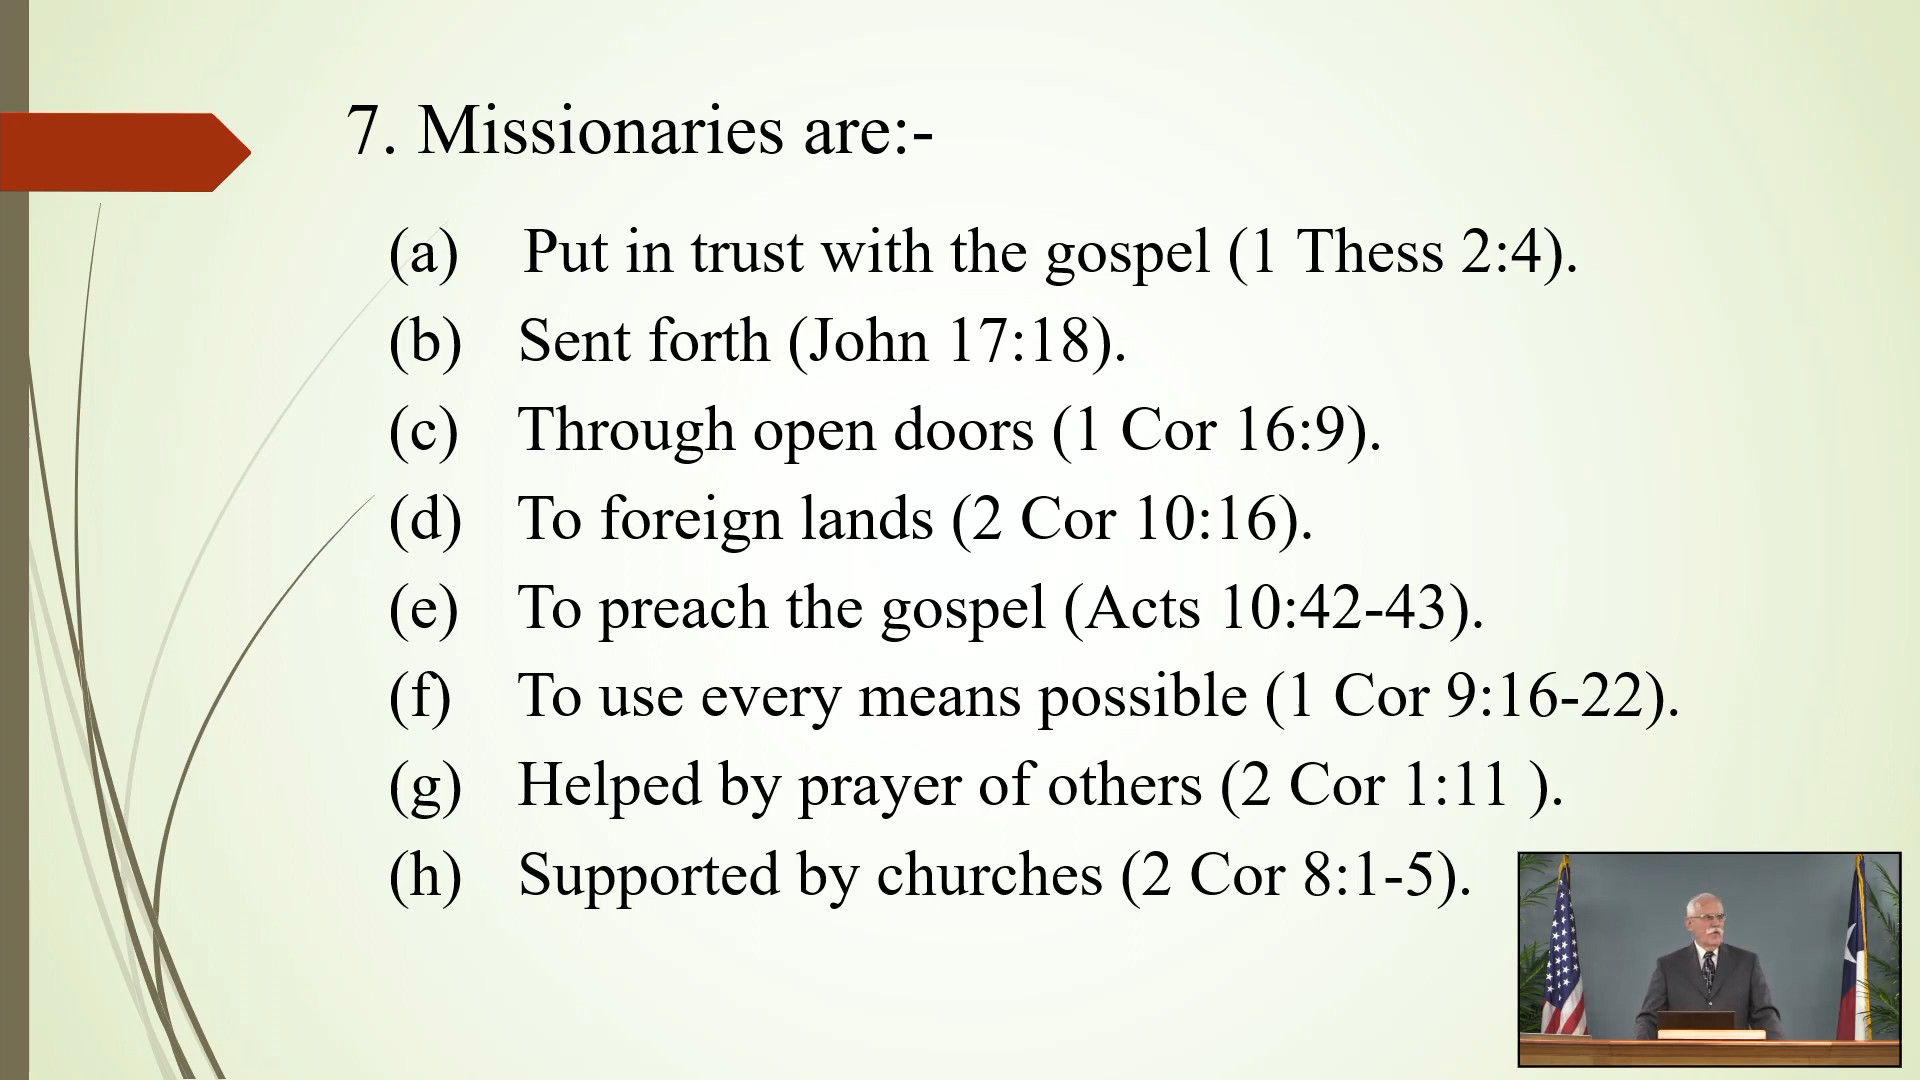 7. Missionaries are:-
(a) Put in trust with the gospel (1 Thess 2:4).
(b) Sent forth (John 17:18).
(c) Through open doors (1 Cor 16:9).
(d) To foreign lands (2 Cor 10:16).
(e) To preach the gospel (Acts 10:42-43).
(f) To use every means possible (1 Cor 9:16-22).
(g) Helped by prayer of others (2 Cor 1:11 ).
(h) Supported by churches (2 Cor 8:1-5).